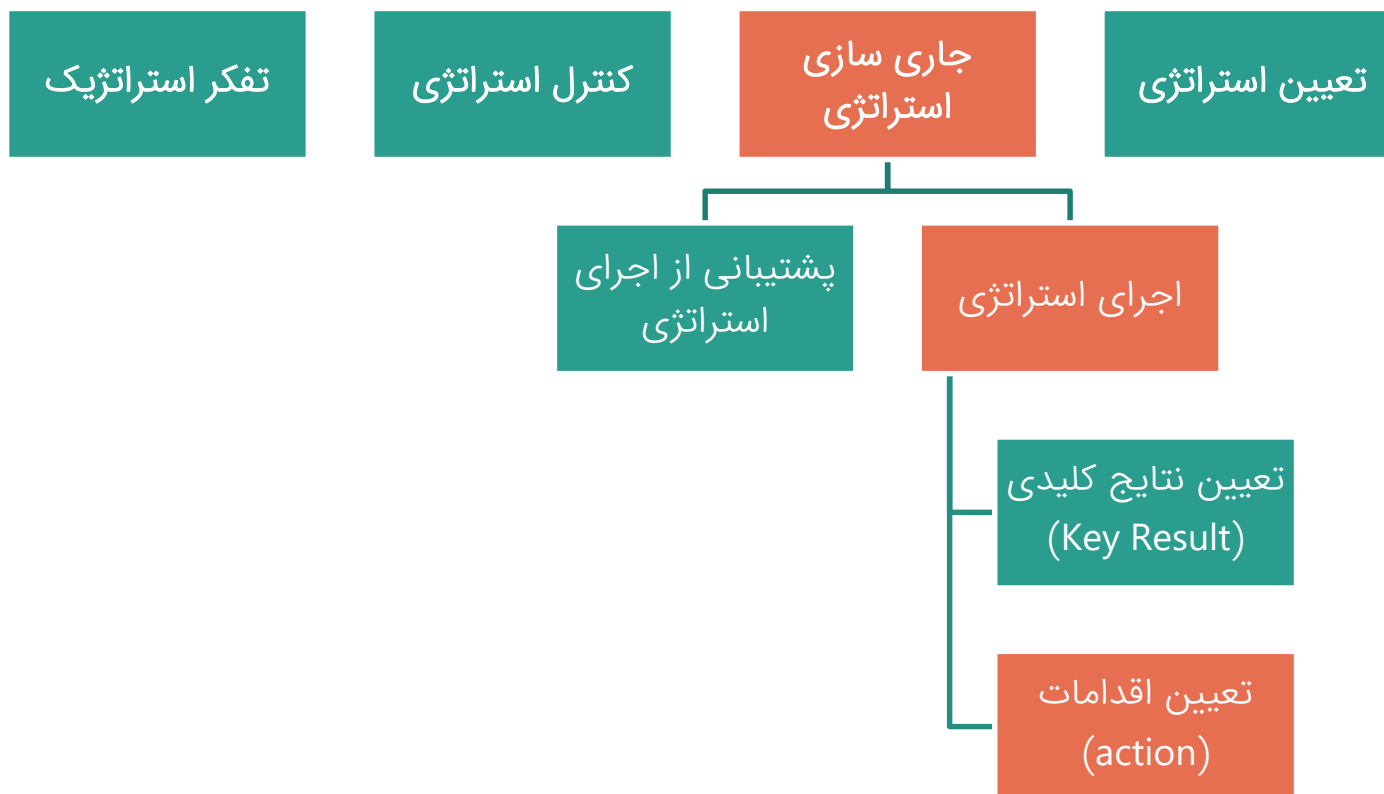 تعیین استراتژی
جاری سازی
استراتژی
کنترل استراتژی
تفکر استراتژیک
اجرای استراتژی
پشتیبانی از اجرای
استراتژی
تعیین نتایج کلیدی
(Key Result)
تعیین اقدامات
(action)